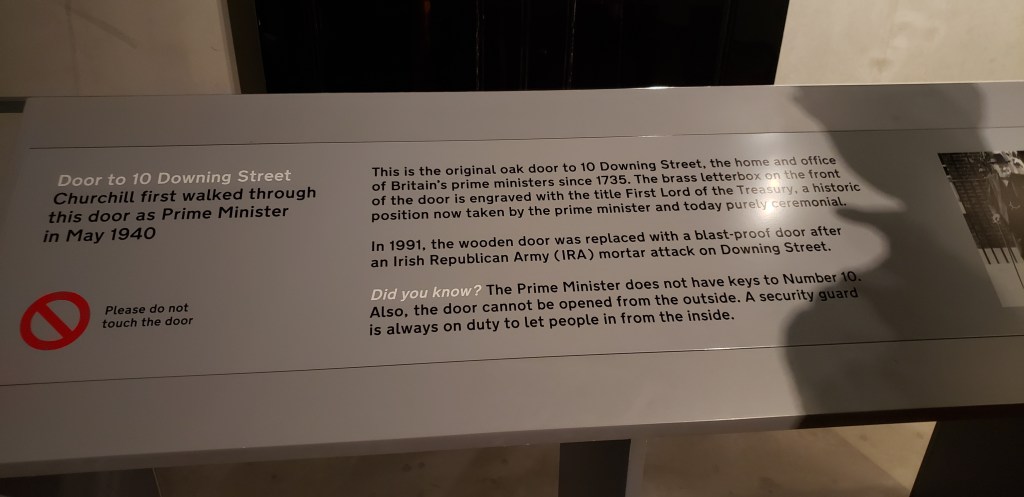 Door to 10 Downing Street
Churchill first walked through
this door as Prime Minister
in May 1940
Please do not
touch the door
This is the original oak door to 10 Downing Street, the home and office
of Britain's prime ministers since 1735. The brass letterbox on the front
of the door is engraved with the title First Lord of the Treasury, a historic
position now taken by the prime minister and today purely ceremonial.
In 1991, the wooden door was replaced with a blast-proof door after
an Irish Republican Army (IRA) mortar attack on Downing Street.
Did you know? The Prime Minister does not have keys to Number 10.
Also, the door cannot be opened from the outside. A security guard
is always on duty to let people in from the inside.